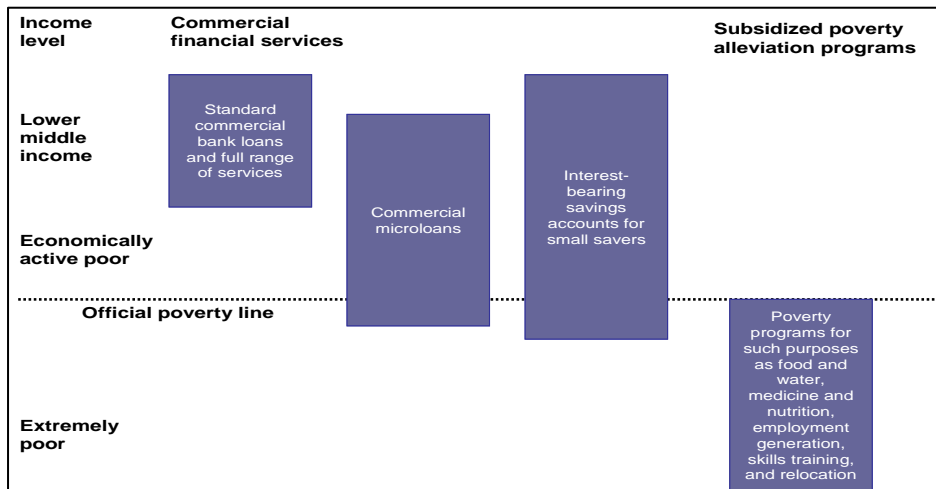 Income
level
Commercial
financial services
Subsidized poverty
alleviation programs
Lower
middle
income
Standard
commercial
bank loans
and full range
of services
Commercial
microloans
Interest-
bearing
savings
accounts for
small savers
Economically
active poor
Official poverty line
Extremely
poor
Poverty
programs for
such purposes
as food and
water,
medicine and
nutrition,
employment
generation,
skills training,
and relocation